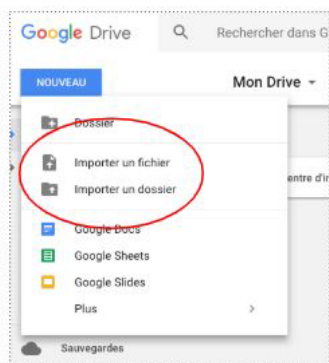 Google Drive
Rechercher dans G
NOUVEAU
Mon Drive
Dossier
Importer un fichier
Importer un dossier
entre d'ir
Google Docs
Google Sheets
Google Slides
Plus
Sauvegardes